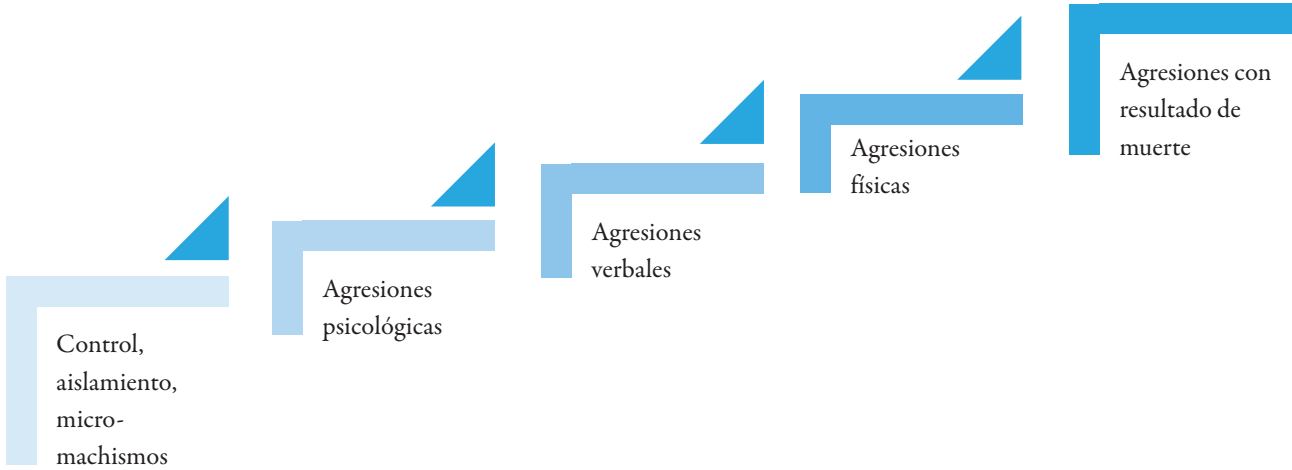 Control,
aislamiento,
micro-
machismos
Agresiones
psicológicas
Agresiones
verbales
Agresiones
físicas
Agresiones con
resultado de
muerte